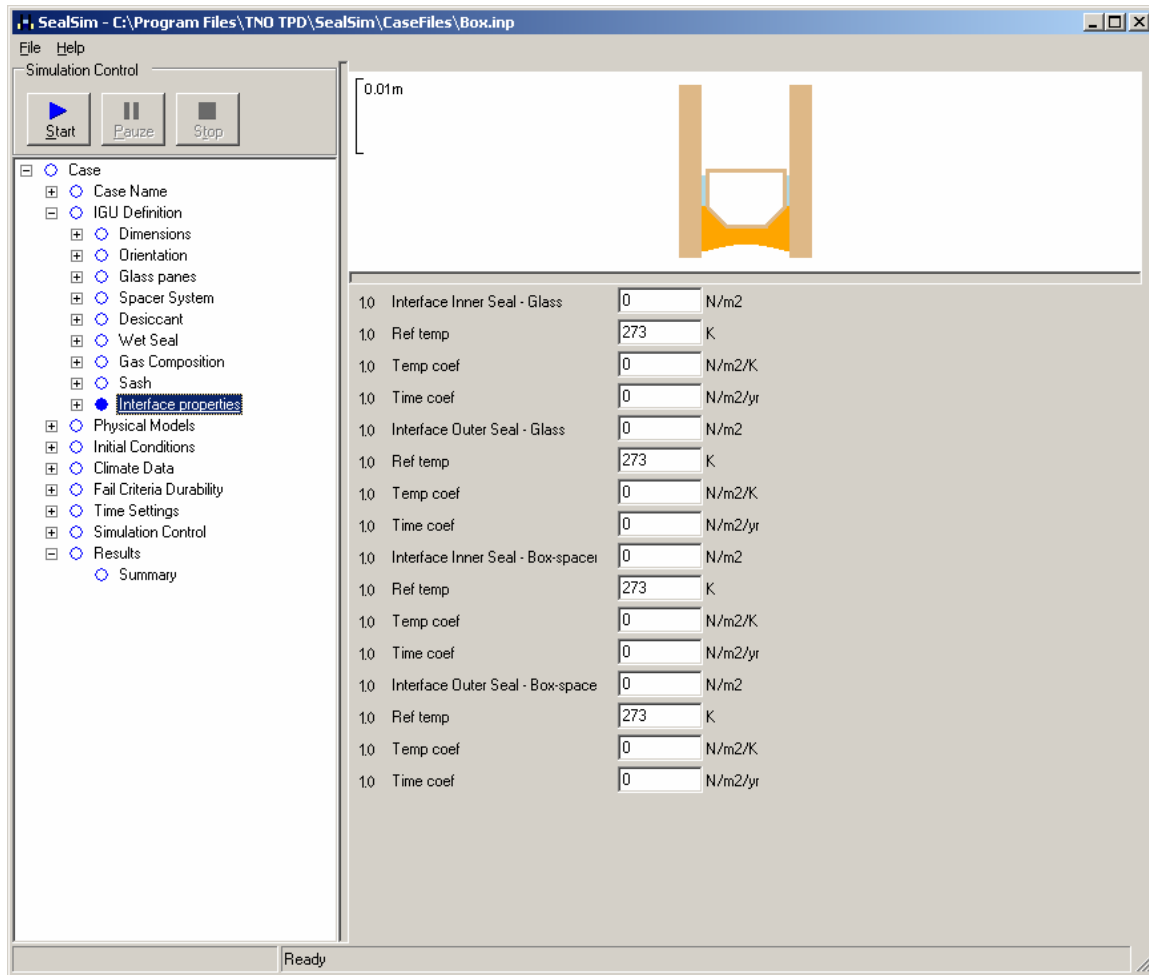 SealSim - C:\Program Files\TNO TPD\SealSim\CaseFiles\Box.inp
File Help
Simulation Control
Start Pauze Stop
Case
Case Name
IGU Definition
Dimensions
Orientation
Glass panes
Spacer System
Desiccant
Wet Seal
Gas Composition
Sash
Interface properties
Physical Models
Initial Conditions
Climate Data
Fail Criteria Durability
Time Settings
Simulation Control
Results
Summary
0.01m
1.0 Interface Inner Seal - Glass 0 N/m2
1.0 Ref temp 273 K
1.0 Temp coef 0 N/m2/K
1.0 Time coef 0 N/m2/yr
1.0 Interface Outer Seal - Glass 0 N/m2
1.0 Ref temp 273 K
1.0 Temp coef 0 N/m2/K
1.0 Time coef 0 N/m2/yr
1.0 Interface Inner Seal - Box-spacer 0 N/m2
1.0 Ref temp 273 K
1.0 Temp coef 0 N/m2/K
1.0 Time coef 0 N/m2/yr
1.0 Interface Outer Seal - Box-space 0 N/m2
1.0 Ref temp 273 K
1.0 Temp coef 0 N/m2/K
1.0 Time coef 0 N/m2/yr
Ready